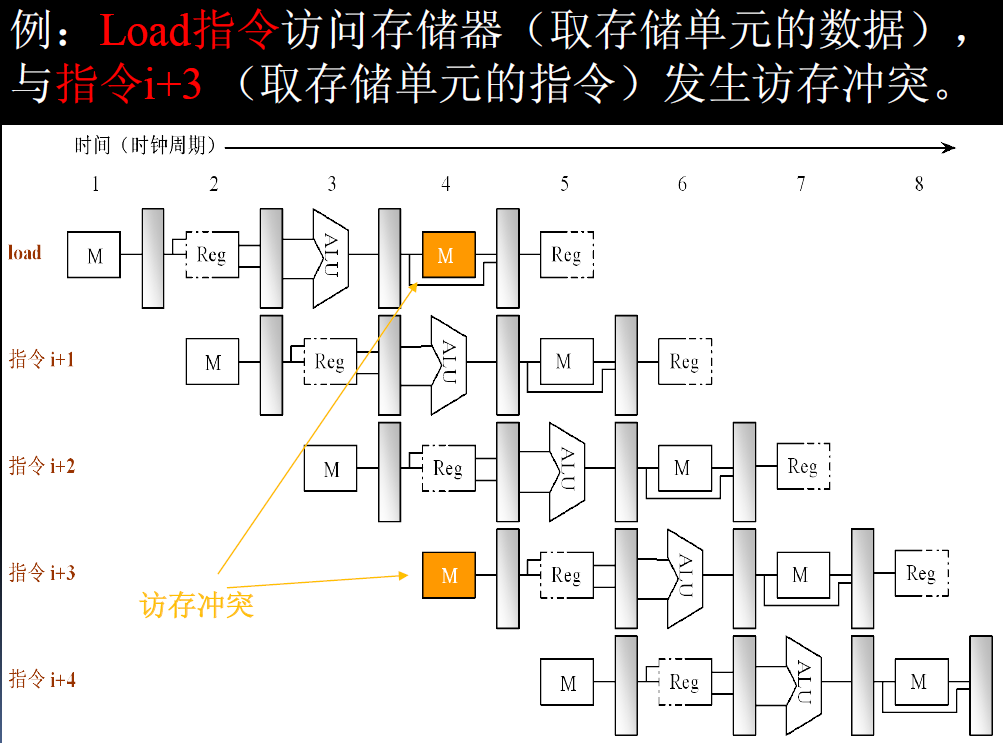 例：Load指令访问存储器（取存储单元的数据），
与指令i+3 （取存储单元的指令）发生访存冲突。
时间（时钟周期）
1 2 3 4 5 6 7 8
load M Reg ALU M Reg
指令 i+1 M Reg ALU M Reg
指令 i+2 M Reg ALU M Reg
指令 i+3 M Reg ALU M Reg
访存冲突
指令 i+4 M Reg ALU M